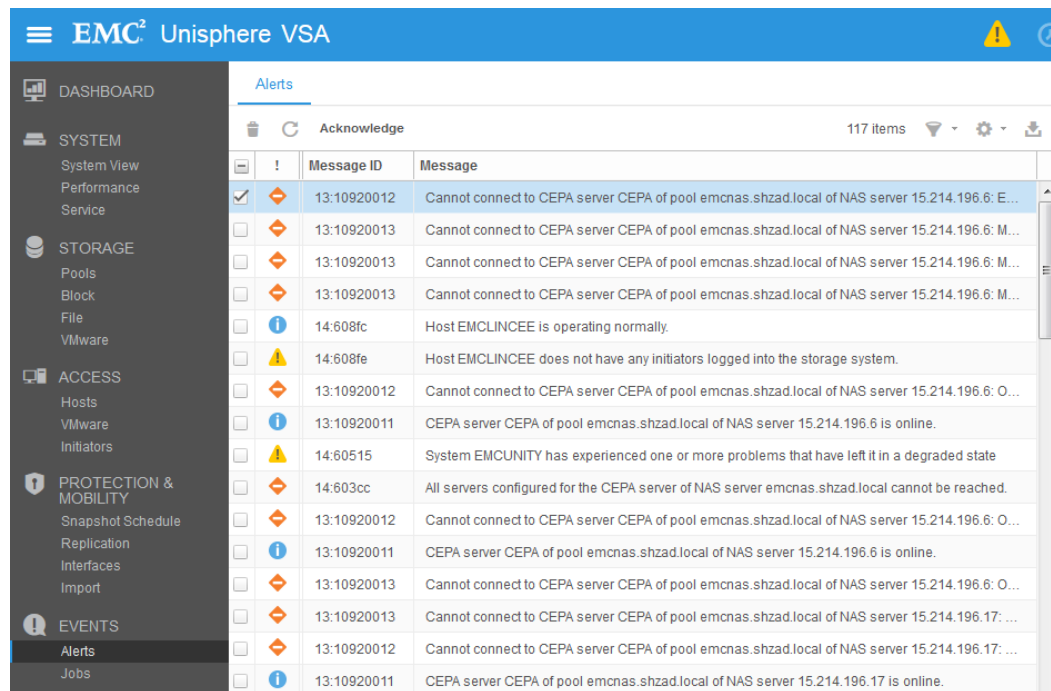 EMC² Unisphere VSA
DASHBOARD
SYSTEM
System View
Performance
Service
STORAGE
Pools
Block
File
VMware
ACCESS
Hosts
VMware
Initiators
PROTECTION &
MOBILITY
Snapshot Schedule
Replication
Interfaces
Import
EVENTS
Alerts
Jobs
Alerts
Acknowledge 117 items
! Message ID Message
13:10920012 Cannot connect to CEPA server CEPA of pool emcnas.shzad.local of NAS server 15.214.196.6: E...
13:10920013 Cannot connect to CEPA server CEPA of pool emcnas.shzad.local of NAS server 15.214.196.6: M...
13:10920013 Cannot connect to CEPA server CEPA of pool emcnas.shzad.local of NAS server 15.214.196.6: M...
13:10920013 Cannot connect to CEPA server CEPA of pool emcnas.shzad.local of NAS server 15.214.196.6: M...
14:608fc Host EMCLINCEE is operating normally.
14:608fe Host EMCLINCEE does not have any initiators logged into the storage system.
13:10920012 Cannot connect to CEPA server CEPA of pool emcnas.shzad.local of NAS server 15.214.196.6: O...
13:10920011 CEPA server CEPA of pool emcnas.shzad.local of NAS server 15.214.196.6 is online.
14:60515 System EMCUNITY has experienced one or more problems that have left it in a degraded state
14:603cc All servers configured for the CEPA server of NAS server emcnas.shzad.local cannot be reached.
13:10920012 Cannot connect to CEPA server CEPA of pool emcnas.shzad.local of NAS server 15.214.196.6: O...
13:10920011 CEPA server CEPA of pool emcnas.shzad.local of NAS server 15.214.196.6 is online.
13:10920013 Cannot connect to CEPA server CEPA of pool emcnas.shzad.local of NAS server 15.214.196.6: O...
13:10920013 Cannot connect to CEPA server CEPA of pool emcnas.shzad.local of NAS server 15.214.196.17: ...
13:10920012 Cannot connect to CEPA server CEPA of pool emcnas.shzad.local of NAS server 15.214.196.17: ...
13:10920011 CEPA server CEPA of pool emcnas.shzad.local of NAS server 15.214.196.17 is online.